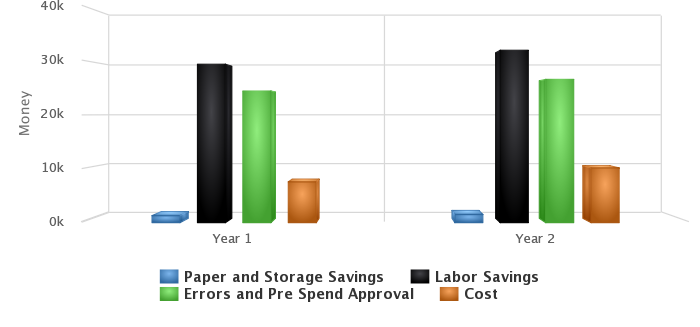 40k
30k
20k
10k
0k
Money
Year 1
Year 2
Paper and Storage Savings
Labor Savings
Errors and Pre Spend Approval
Cost